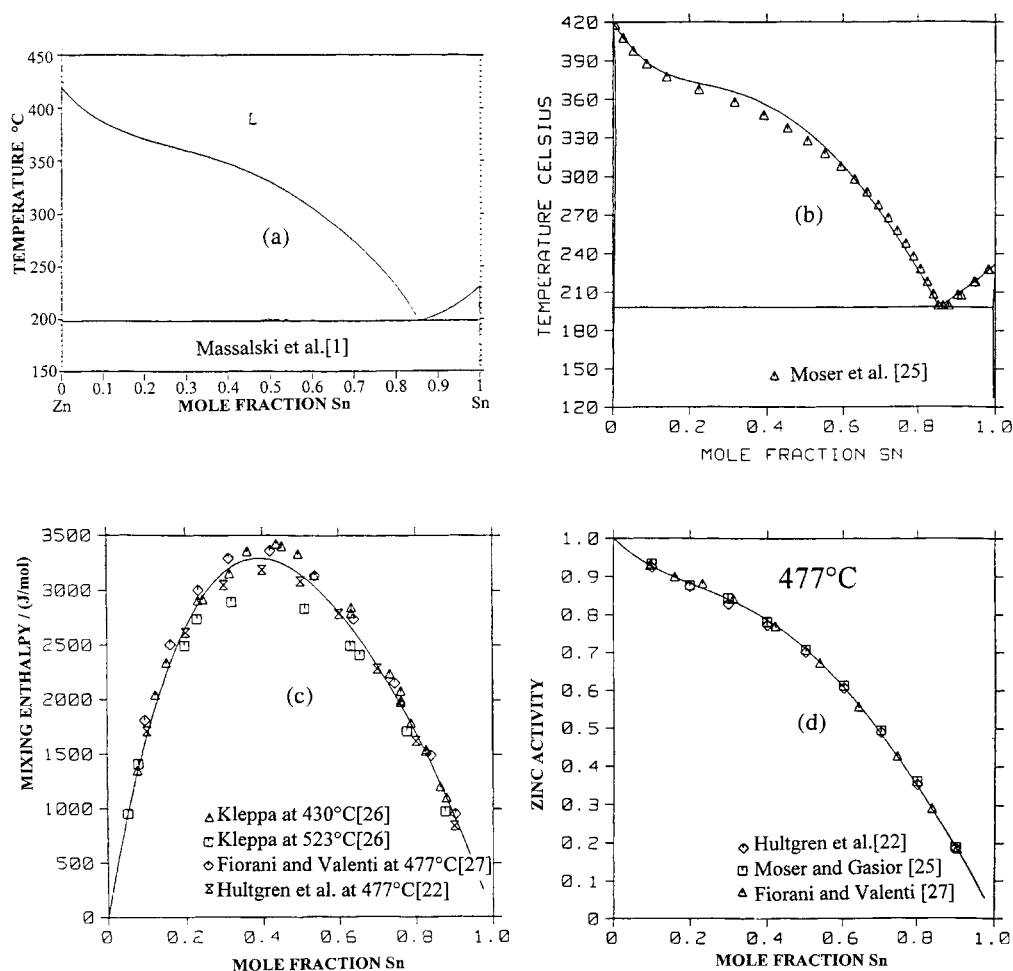 450
400
350
300
250
200
150
TEMPERATURE °C
L
(a)
Massalski et al.[1]
0 0.1 0.2 0.3 0.4 0.5 0.6 0.7 0.8 0.9 1
Zn MOLE FRACTION Sn Sn
420
390
360
330
300
270
240
210
180
150
120
TEMPERATURE CELSIUS
(b)
Moser et al. [25]
0 0.2 0.4 0.6 0.8 1.0
MOLE FRACTION SN
3500
3000
2500
2000
1500
1000
500
0
MIXING ENTHALPY / (J/mol)
(c)
Kleppa at 430°C[26]
Kleppa at 523°C[26]
Fiorani and Valenti at 477°C[27]
Hultgren et al. at 477°C[22]
0 0.2 0.4 0.6 0.8 1.0
MOLE FRACTION Sn
1.0
0.9
0.8
0.7
0.6
0.5
0.4
0.3
0.2
0.1
0
ZINC ACTIVITY
477°C
(d)
Hultgren et al.[22]
Moser and Gasior [25]
Fiorani and Valenti [27]
0 0.2 0.4 0.6 0.8 1.0
MOLE FRACTION Sn